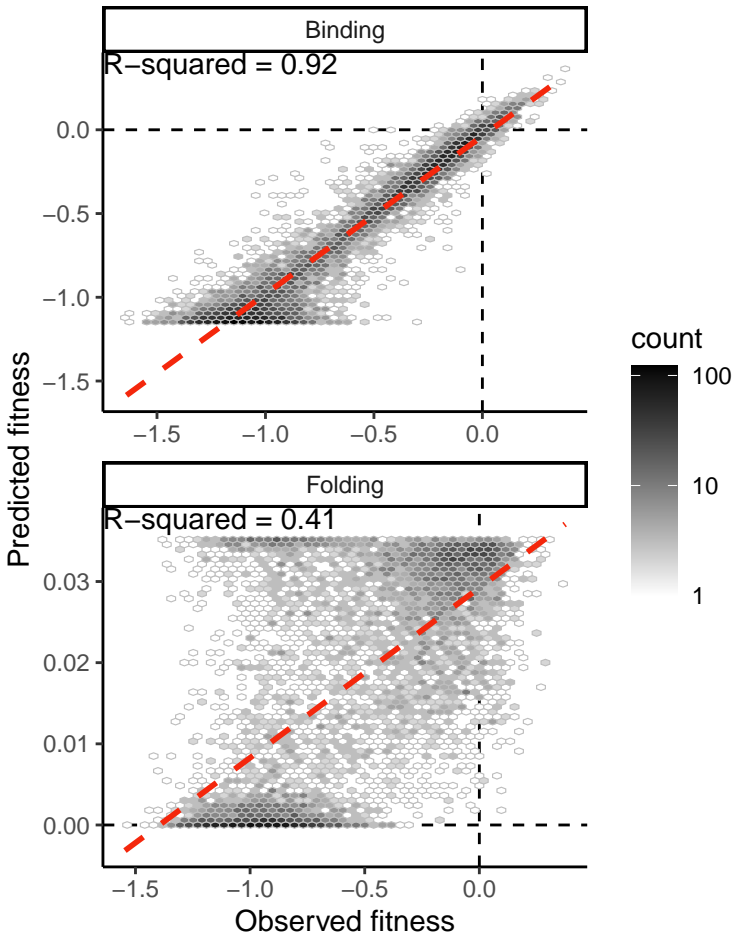 Binding
R−squared = 0.92
0.0
−0.5
−1.0
−1.5
−1.5 −1.0 −0.5 0.0
Predicted fitness
count
100
10
1
Folding
R−squared = 0.41
0.03
0.02
0.01
0.00
−1.5 −1.0 −0.5 0.0
Observed fitness